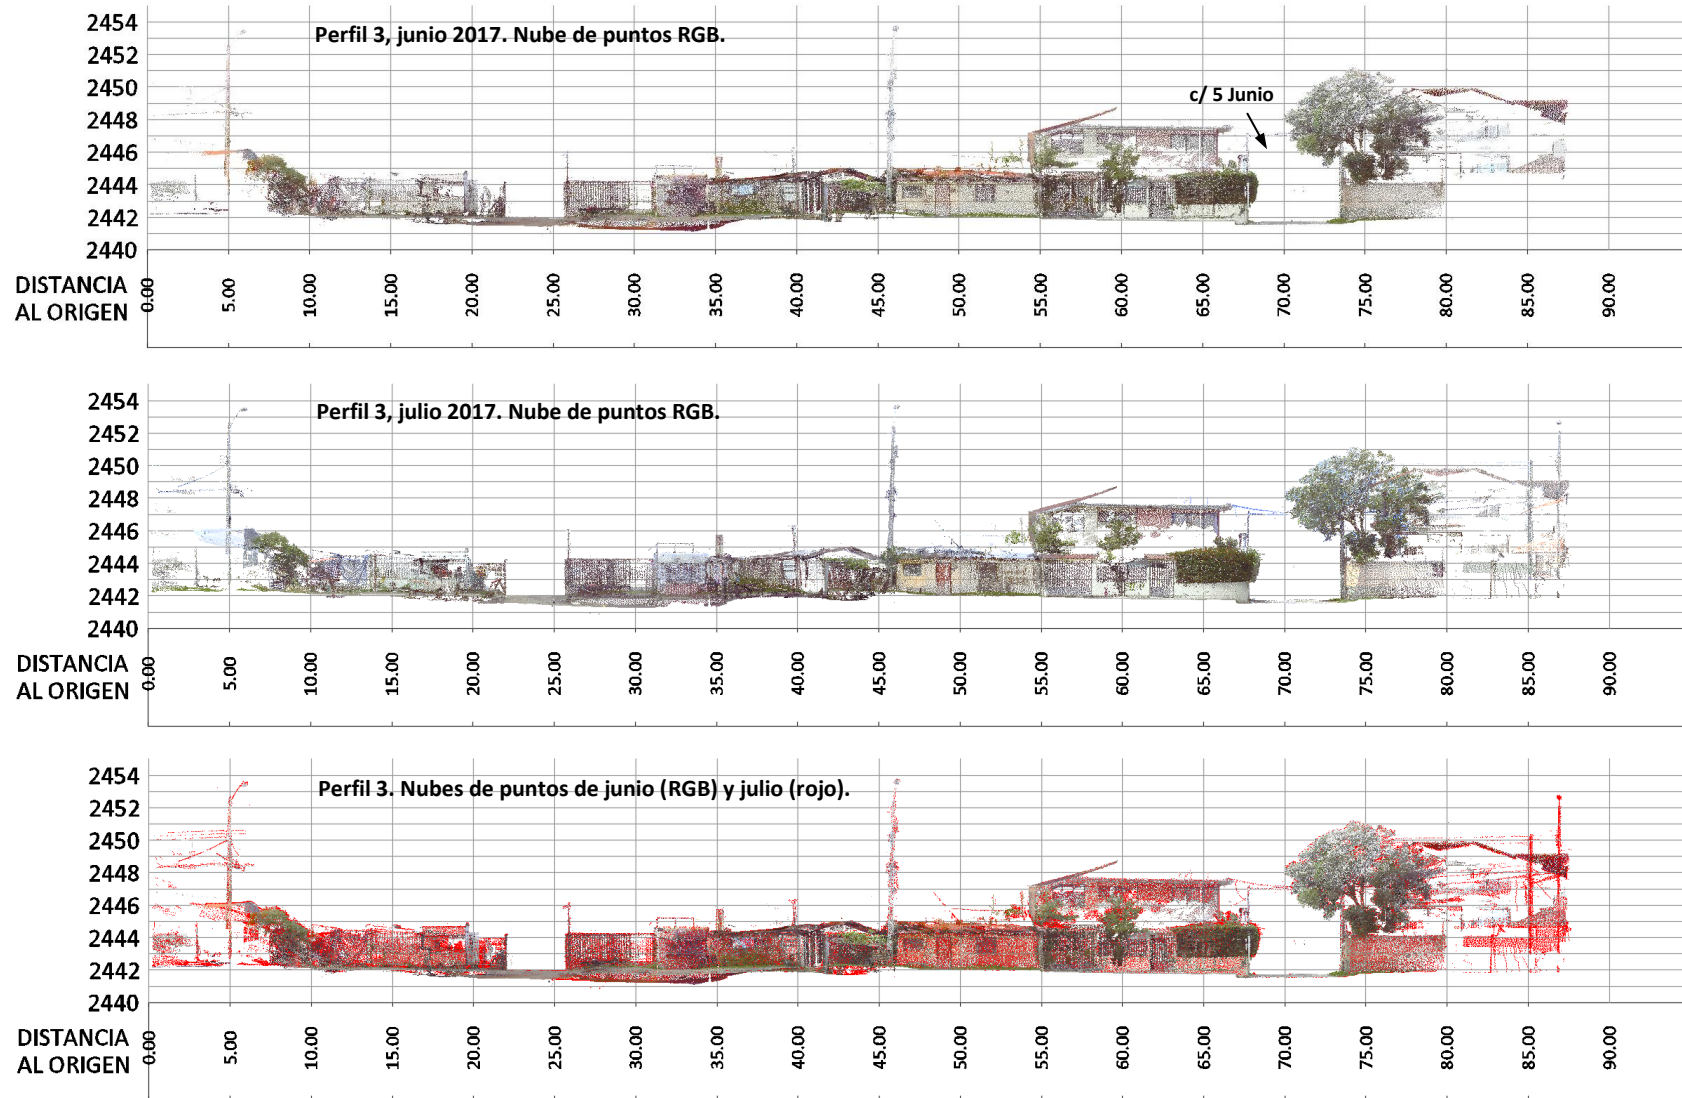 2454
Perfil 3, junio 2017. Nube de puntos RGB.
2452
2450
c/ 5 Junio
2448
2446
2444
2442
2440
DISTANCIA
AL ORIGEN
0.00 5.00 10.00 15.00 20.00 25.00 30.00 35.00 40.00 45.00 50.00 55.00 60.00 65.00 70.00 75.00 80.00 85.00 90.00
2454
Perfil 3, julio 2017. Nube de puntos RGB.
2452
2450
2448
2446
2444
2442
2440
DISTANCIA
AL ORIGEN
0.00 5.00 10.00 15.00 20.00 25.00 30.00 35.00 40.00 45.00 50.00 55.00 60.00 65.00 70.00 75.00 80.00 85.00 90.00
2454
Perfil 3. Nubes de puntos de junio (RGB) y julio (rojo).
2452
2450
2448
2446
2444
2442
2440
DISTANCIA
AL ORIGEN
0.00 5.00 10.00 15.00 20.00 25.00 30.00 35.00 40.00 45.00 50.00 55.00 60.00 65.00 70.00 75.00 80.00 85.00 90.00